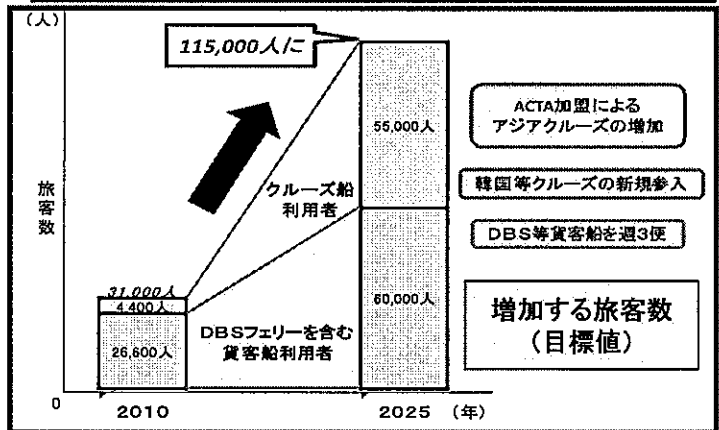 (人)
115,000人に
55,000人
ACTA加盟による
アジアクルーズの増加
クルーズ船
利用者
韓国等クルーズの新規参入
旅客数
DBS等貨客船を週3便
31,000人
4,400人
26,600人
DBSフェリーを含む
貨客船利用者
60,000人
増加する旅客数
(目標値)
0
2010
2025
(年)